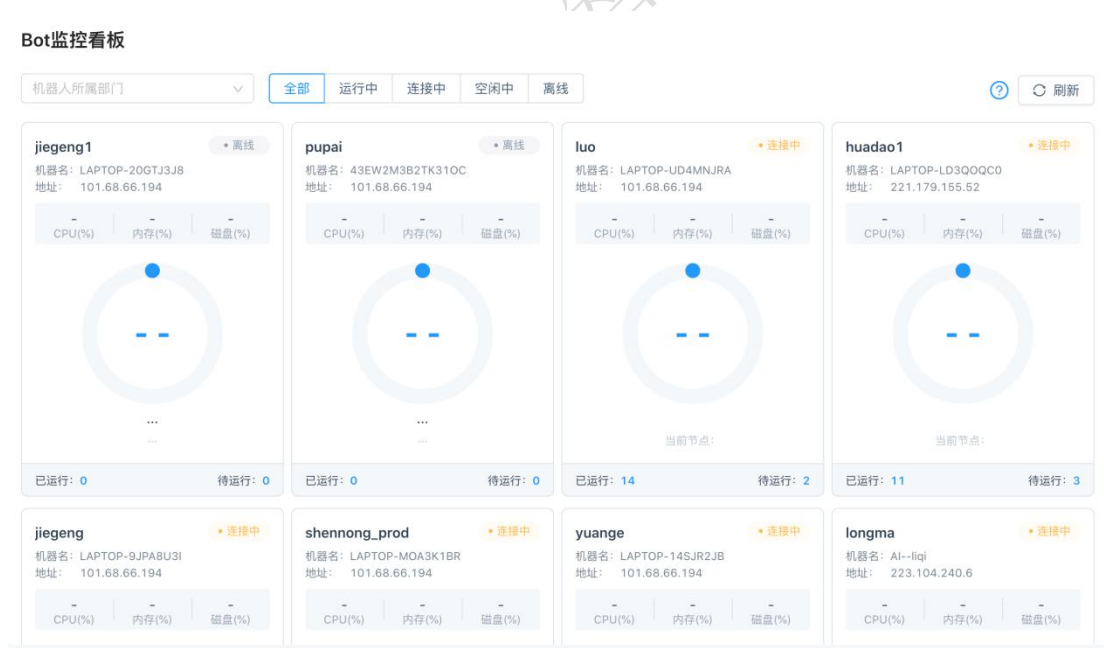 Bot监控看板
机器人所属部门 全部 运行中 连接中 空闲中 离线 ? 刷新
jiegeng1 • 离线 pupai • 离线 luo • 连接中 huadao1 • 连接中
机器名: LAPTOP-20GTJ3J8 机器名: 43EW2M3B2TK31OC 机器名: LAPTOP-UD4MNJRA 机器名: LAPTOP-LD3QOQC0
地址: 101.68.66.194 地址: 101.68.66.194 地址: 101.68.66.194 地址: 221.179.155.52
- - - - - - - - - - - -
CPU(%) 内存(%) 磁盘(%) CPU(%) 内存(%) 磁盘(%) CPU(%) 内存(%) 磁盘(%) CPU(%) 内存(%) 磁盘(%)
-- -- -- --
... ...
... ... 当前节点: 当前节点:
已运行: 0 待运行: 0 已运行: 0 待运行: 0 已运行: 14 待运行: 2 已运行: 11 待运行: 3
jiegeng • 连接中 shennong_prod • 连接中 yuange • 连接中 longma • 连接中
机器名: LAPTOP-9JPA8U3I 机器名: LAPTOP-MOA3K1BR 机器名: LAPTOP-14SJR2JB 机器名: AI--liqi
地址: 101.68.66.194 地址: 101.68.66.194 地址: 101.68.66.194 地址: 223.104.240.6
- - - - - - - - - - - -
CPU(%) 内存(%) 磁盘(%) CPU(%) 内存(%) 磁盘(%) CPU(%) 内存(%) 磁盘(%) CPU(%) 内存(%) 磁盘(%)